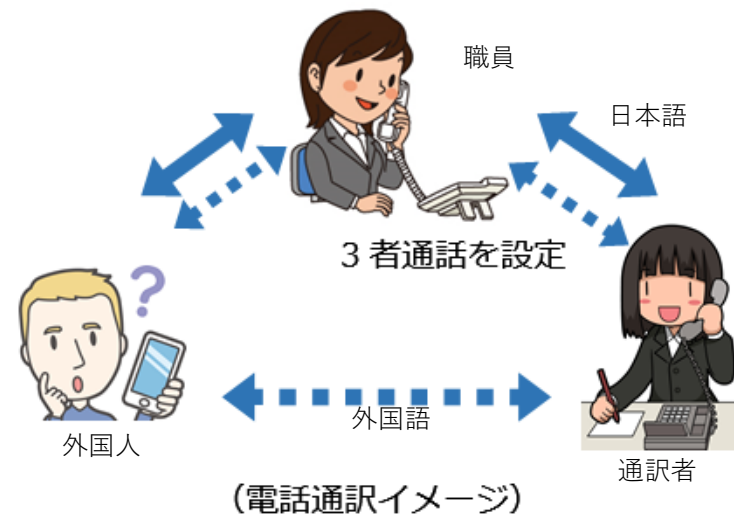 職員
日本語
3者通話を設定
外国語
外国人
通訳者
(電話通訳イメージ)